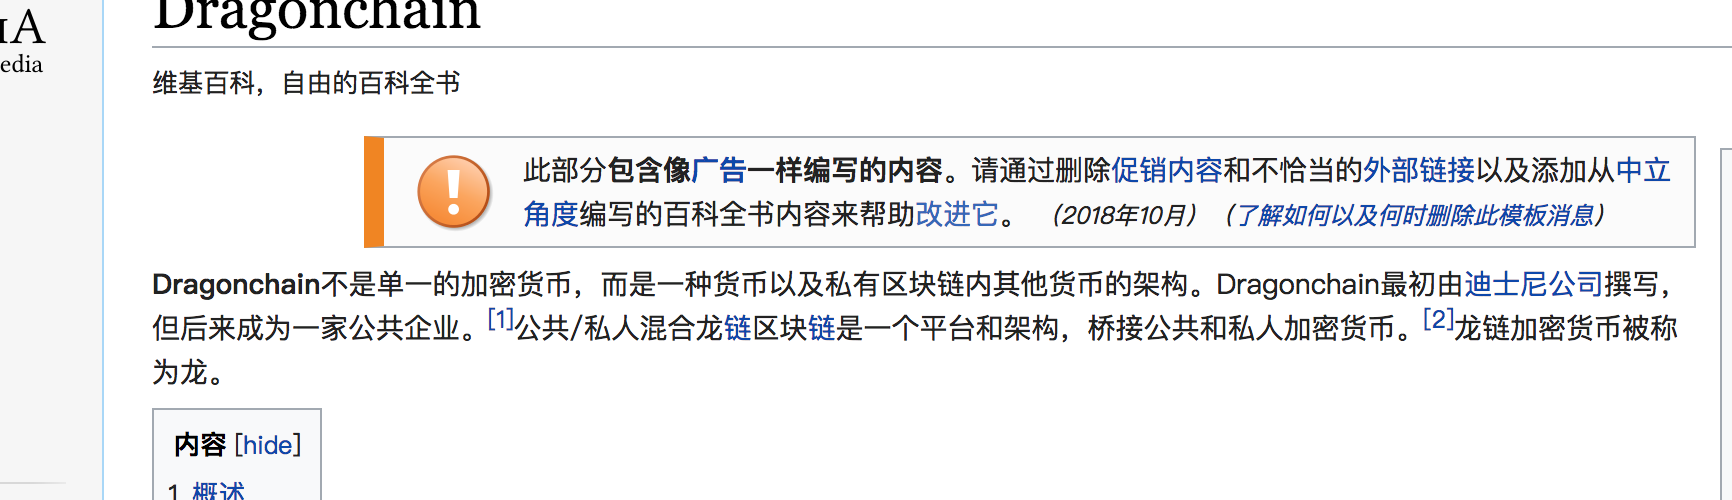 Dragonchain
IA
edia
维基百科，自由的百科全书
此部分包含像广告一样编写的内容。请通过删除促销内容和不恰当的外部链接以及添加从中立
角度编写的百科全书内容来帮助改进它。 （2018年10月）（了解如何以及何时删除此模板消息）
Dragonchain不是单一的加密货币，而是一种货币以及私有区块链内其他货币的架构。Dragonchain最初由迪士尼公司撰写，
但后来成为一家公共企业。[1]公共/私人混合龙链区块链是一个平台和架构，桥接公共和私人加密货币。[2]龙链加密货币被称
为龙。
内容 [hide]
1 概述